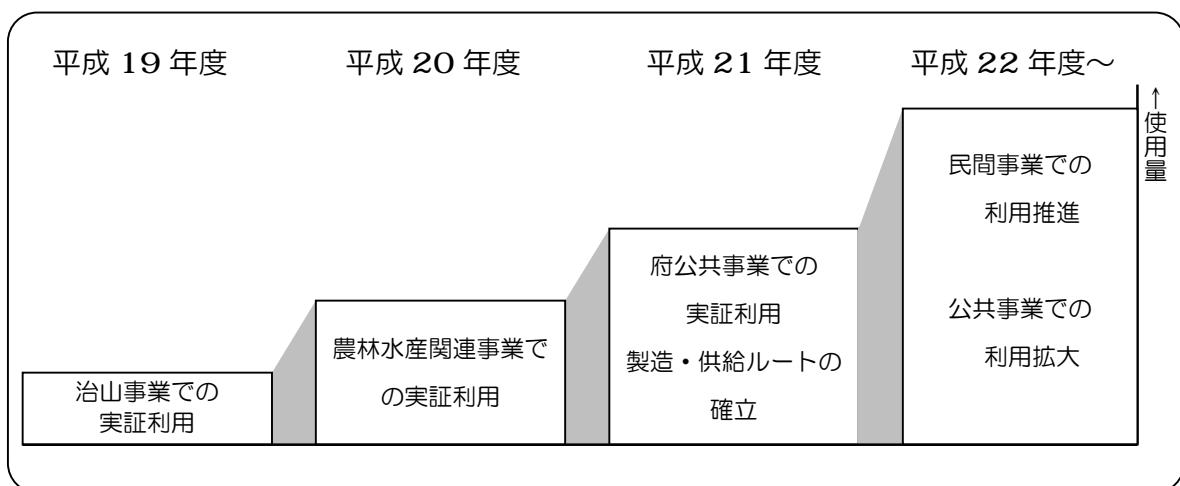 平成 19 年度
平成 20 年度
平成 21 年度
平成 22 年度～
↑使用量
治山事業での
実証利用
農林水産関連事業で
の実証利用
府公共事業での
実証利用
製造・供給ルートの
確立
民間事業での
利用推進
公共事業での
利用拡大